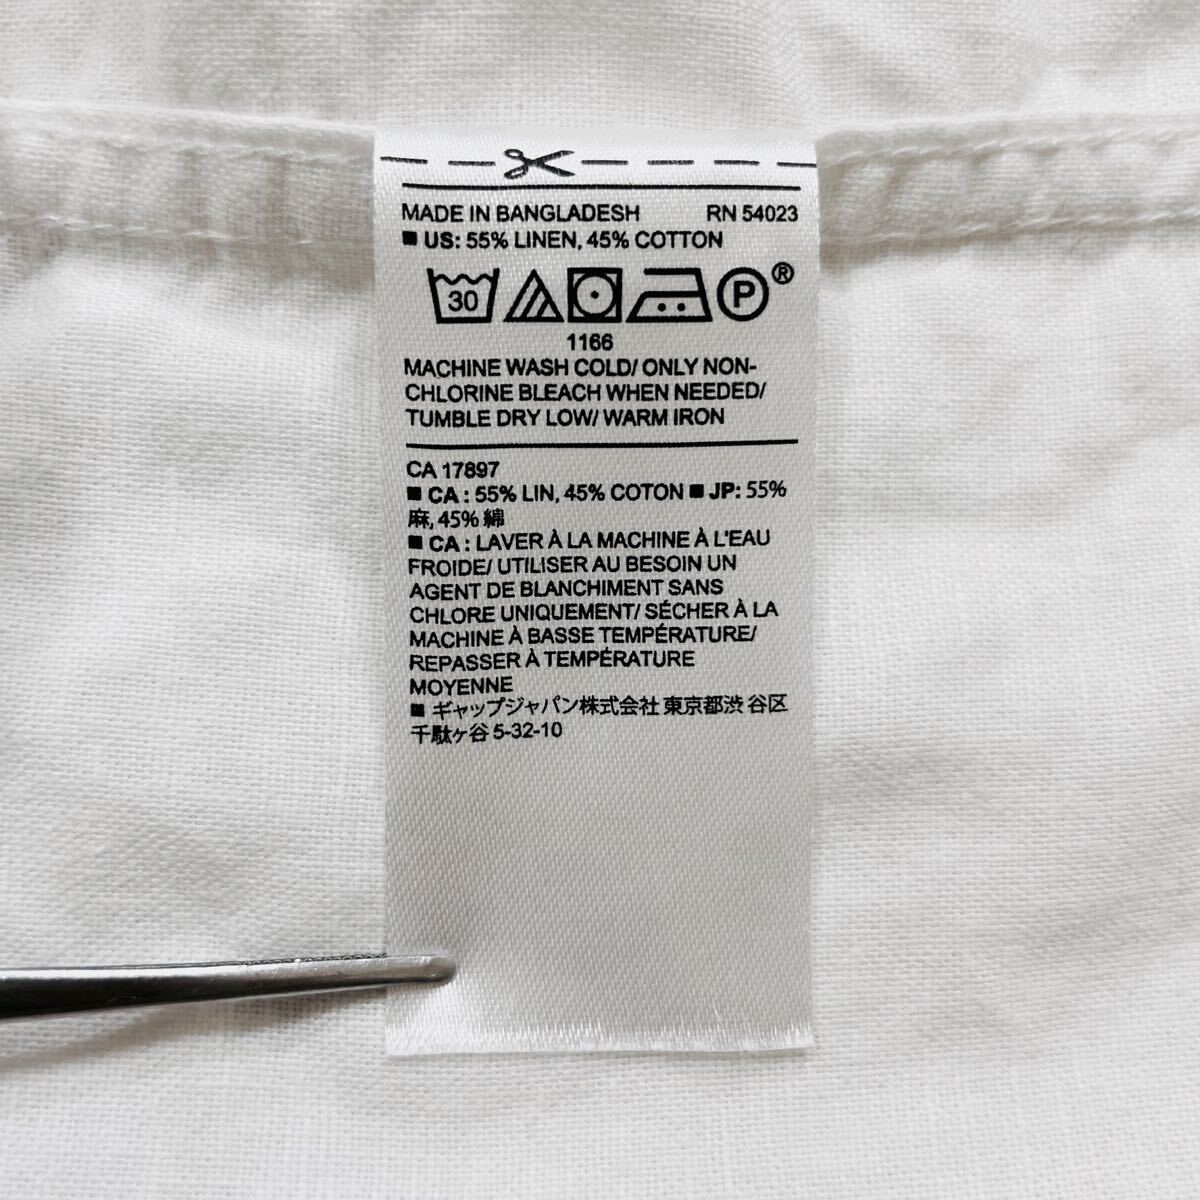 MADE IN BANGLADESH RN 54023
■ US: 55% LINEN, 45% COTTON
30 P ®
1166
MACHINE WASH COLD/ ONLY NON-
CHLORINE BLEACH WHEN NEEDED/
TUMBLE DRY LOW/ WARM IRON
CA 17897
■ CA : 55% LIN, 45% COTON ■ JP: 55%
麻, 45% 綿
■ CA : LAVER À LA MACHINE À L'EAU
FROIDE/ UTILISER AU BESOIN UN
AGENT DE BLANCHIMENT SANS
CHLORE UNIQUEMENT/ SÉCHER À LA
MACHINE À BASSE TEMPÉRATURE/
REPASSER À TEMPÉRATURE
MOYENNE
■ ギャップジャパン株式会社 東京都渋 谷区
千駄ヶ谷 5-32-10